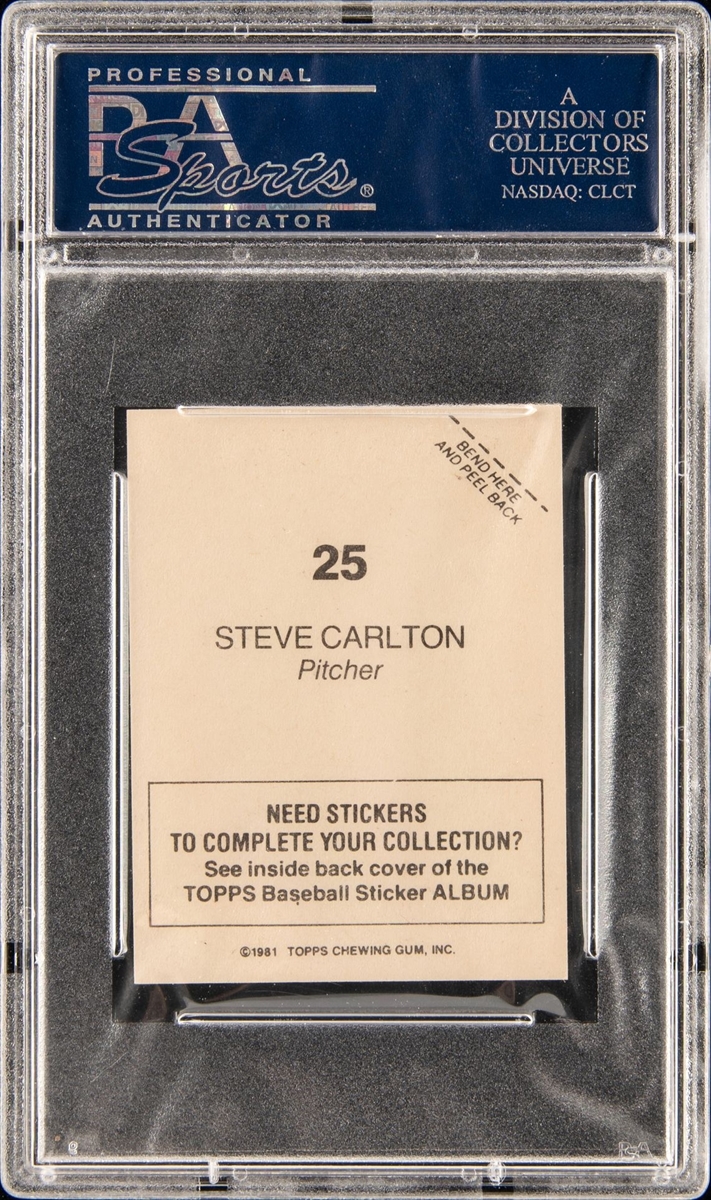 PROFESSIONAL
PSA
Sports®
AUTHENTICATOR
A
DIVISION OF
COLLECTORS
UNIVERSE
NASDAQ: CLCT
BEND HERE
AND PEEL BACK
25
STEVE CARLTON
Pitcher
NEED STICKERS
TO COMPLETE YOUR COLLECTION?
See inside back cover of the
TOPPS Baseball Sticker ALBUM
©1981 TOPPS CHEWING GUM, INC.
PSA